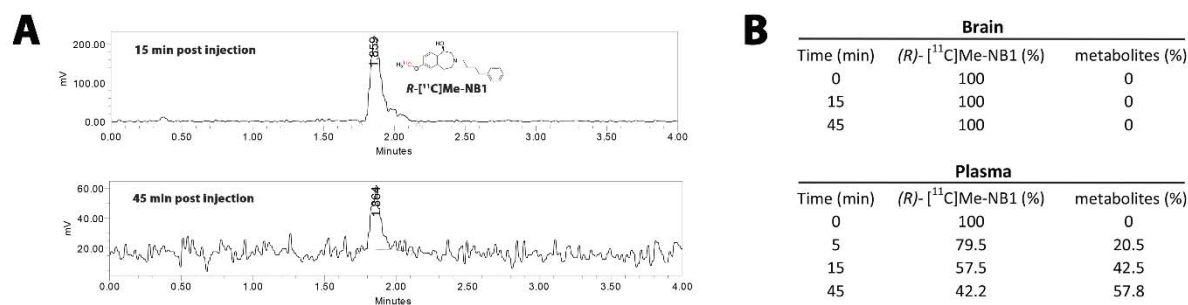 A
15 min post injection
200.00
100.00
0.00
mV
1.859
HO
H₃¹¹C
O
N
R-[¹¹C]Me-NB1
0.00 0.50 1.00 1.50 2.00 2.50 3.00 3.50 4.00
Minutes
45 min post injection
60.00
40.00
20.00
mV
1.864
0.00 0.50 1.00 1.50 2.00 2.50 3.00 3.50 4.00
Minutes
B
Brain
Time (min) (R)- [¹¹C]Me-NB1 (%) metabolites (%)
0 100 0
15 100 0
45 100 0
Plasma
Time (min) (R)- [¹¹C]Me-NB1 (%) metabolites (%)
0 100 0
5 79.5 20.5
15 57.5 42.5
45 42.2 57.8